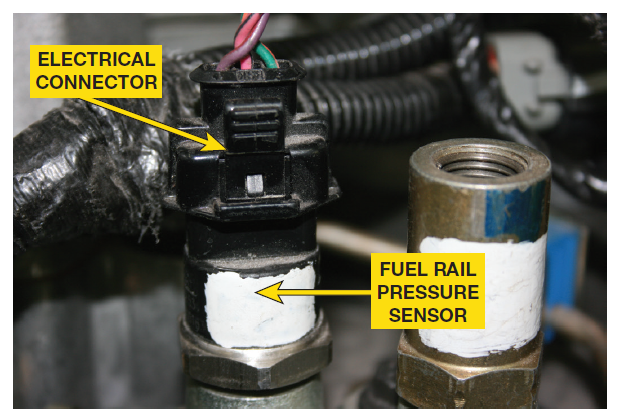 ELECTRICAL
CONNECTOR
FUEL RAIL
PRESSURE
SENSOR